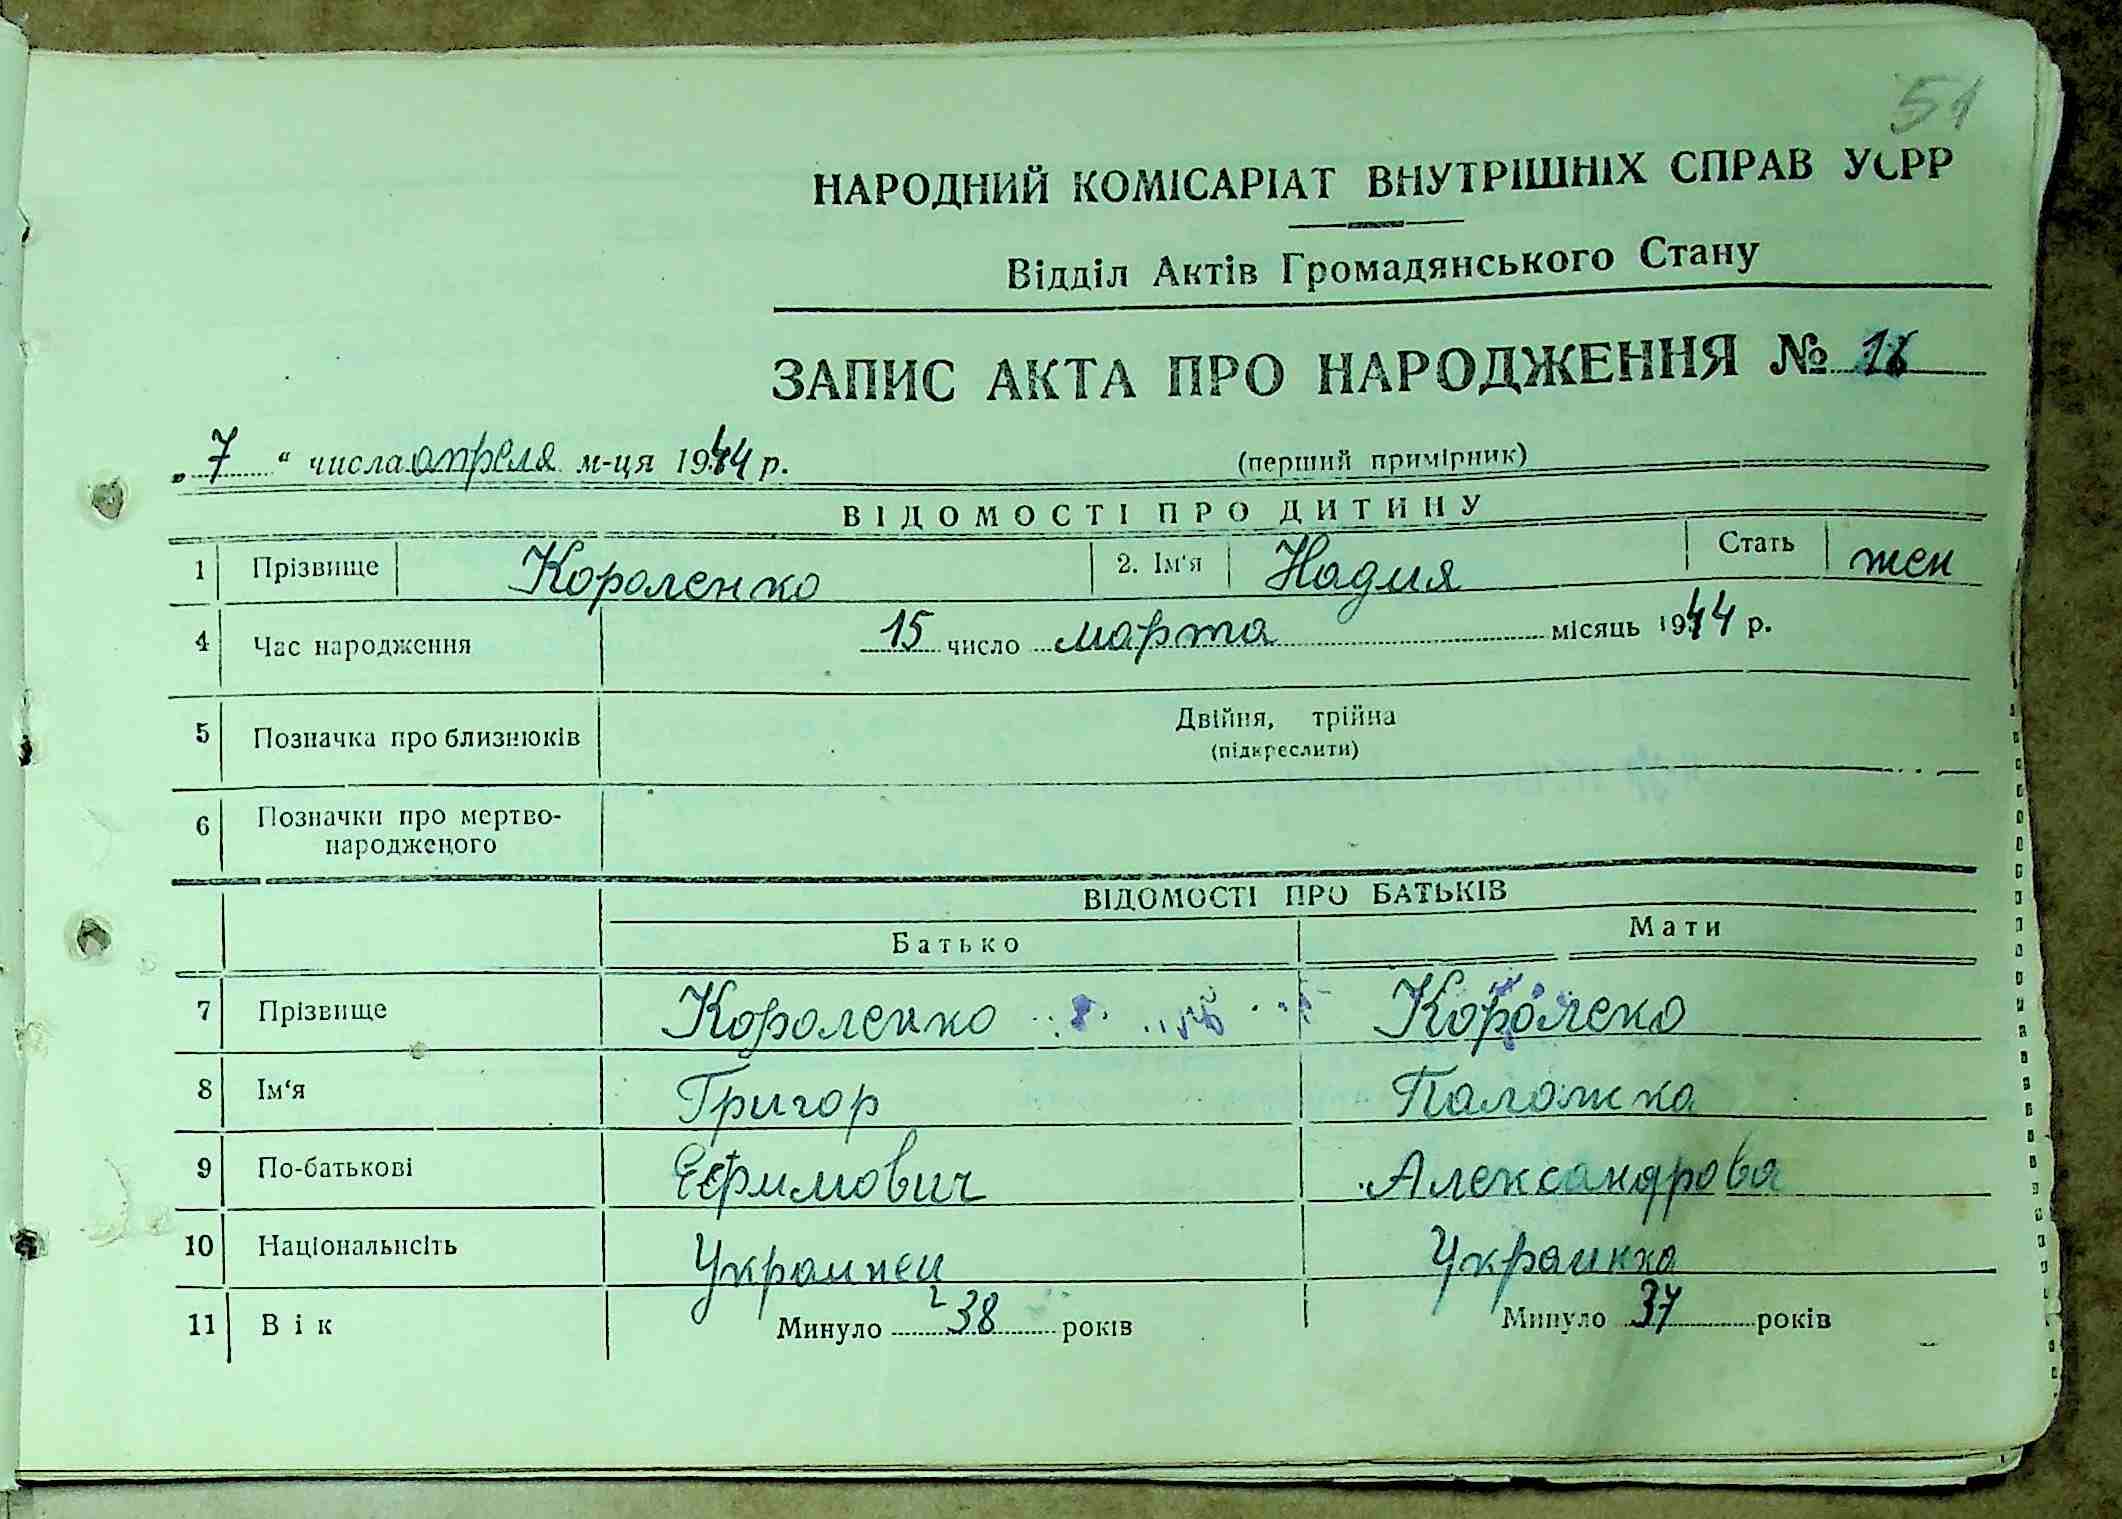 51
НАРОДНИЙ КОМІСАРІАТ ВНУТРІШНІХ СПРАВ УСРР
Відділ Актів Громадянського Стану
ЗАПИС АКТА ПРО НАРОДЖЕННЯ № 16
„ 7 “ числа апреля м-ця 1944 р. (перший примірник)
ВІДОМОСТІ ПРО ДИТИНУ
1 Прізвище Короленко 2. Ім‘я Надия Стать жен
4 Час народження 15 число марта місяць 1944 р.
5 Позначка про близнюків Двійня, трійна
(підкреслити)
6 Позначки про мертво-
народженого
ВІДОМОСТІ ПРО БАТЬКІВ
Батько Мати
7 Прізвище Короленко Королеко
8 Ім‘я Григор Паложка
9 По-батькові Ефимович Александрова
10 Національнсіть Украинец Украинка
11 Вік Минуло 38 років Минуло 37 років